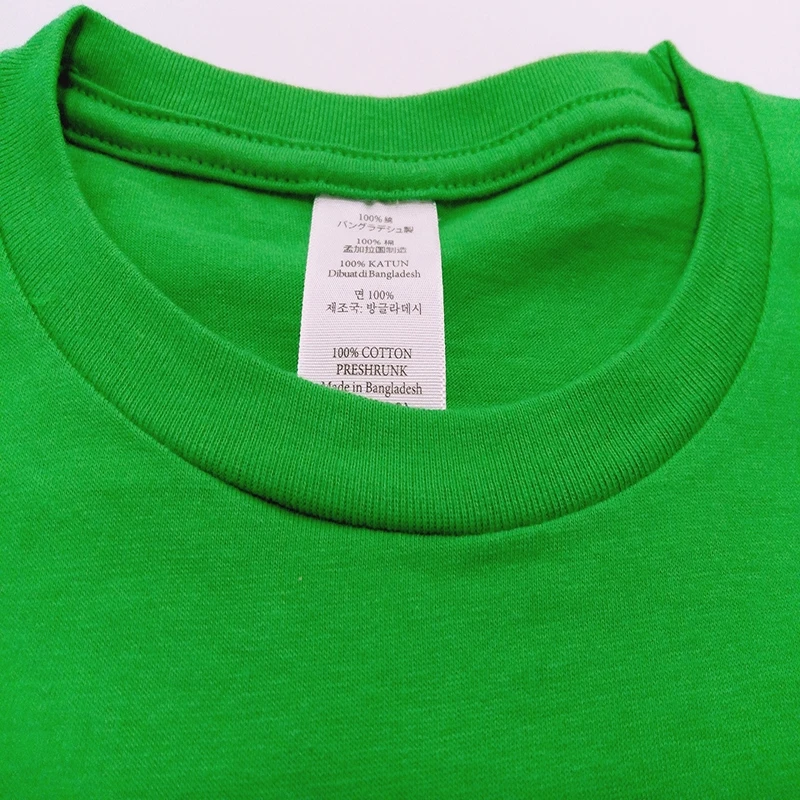 100% 綿
バングラデシュ製
100% 棉
孟加拉国制造
100% KATUN
Dibuat di Bangladesh
면 100%
제조국: 방글라데시
100% COTTON
PRESHRUNK
Made in Bangladesh